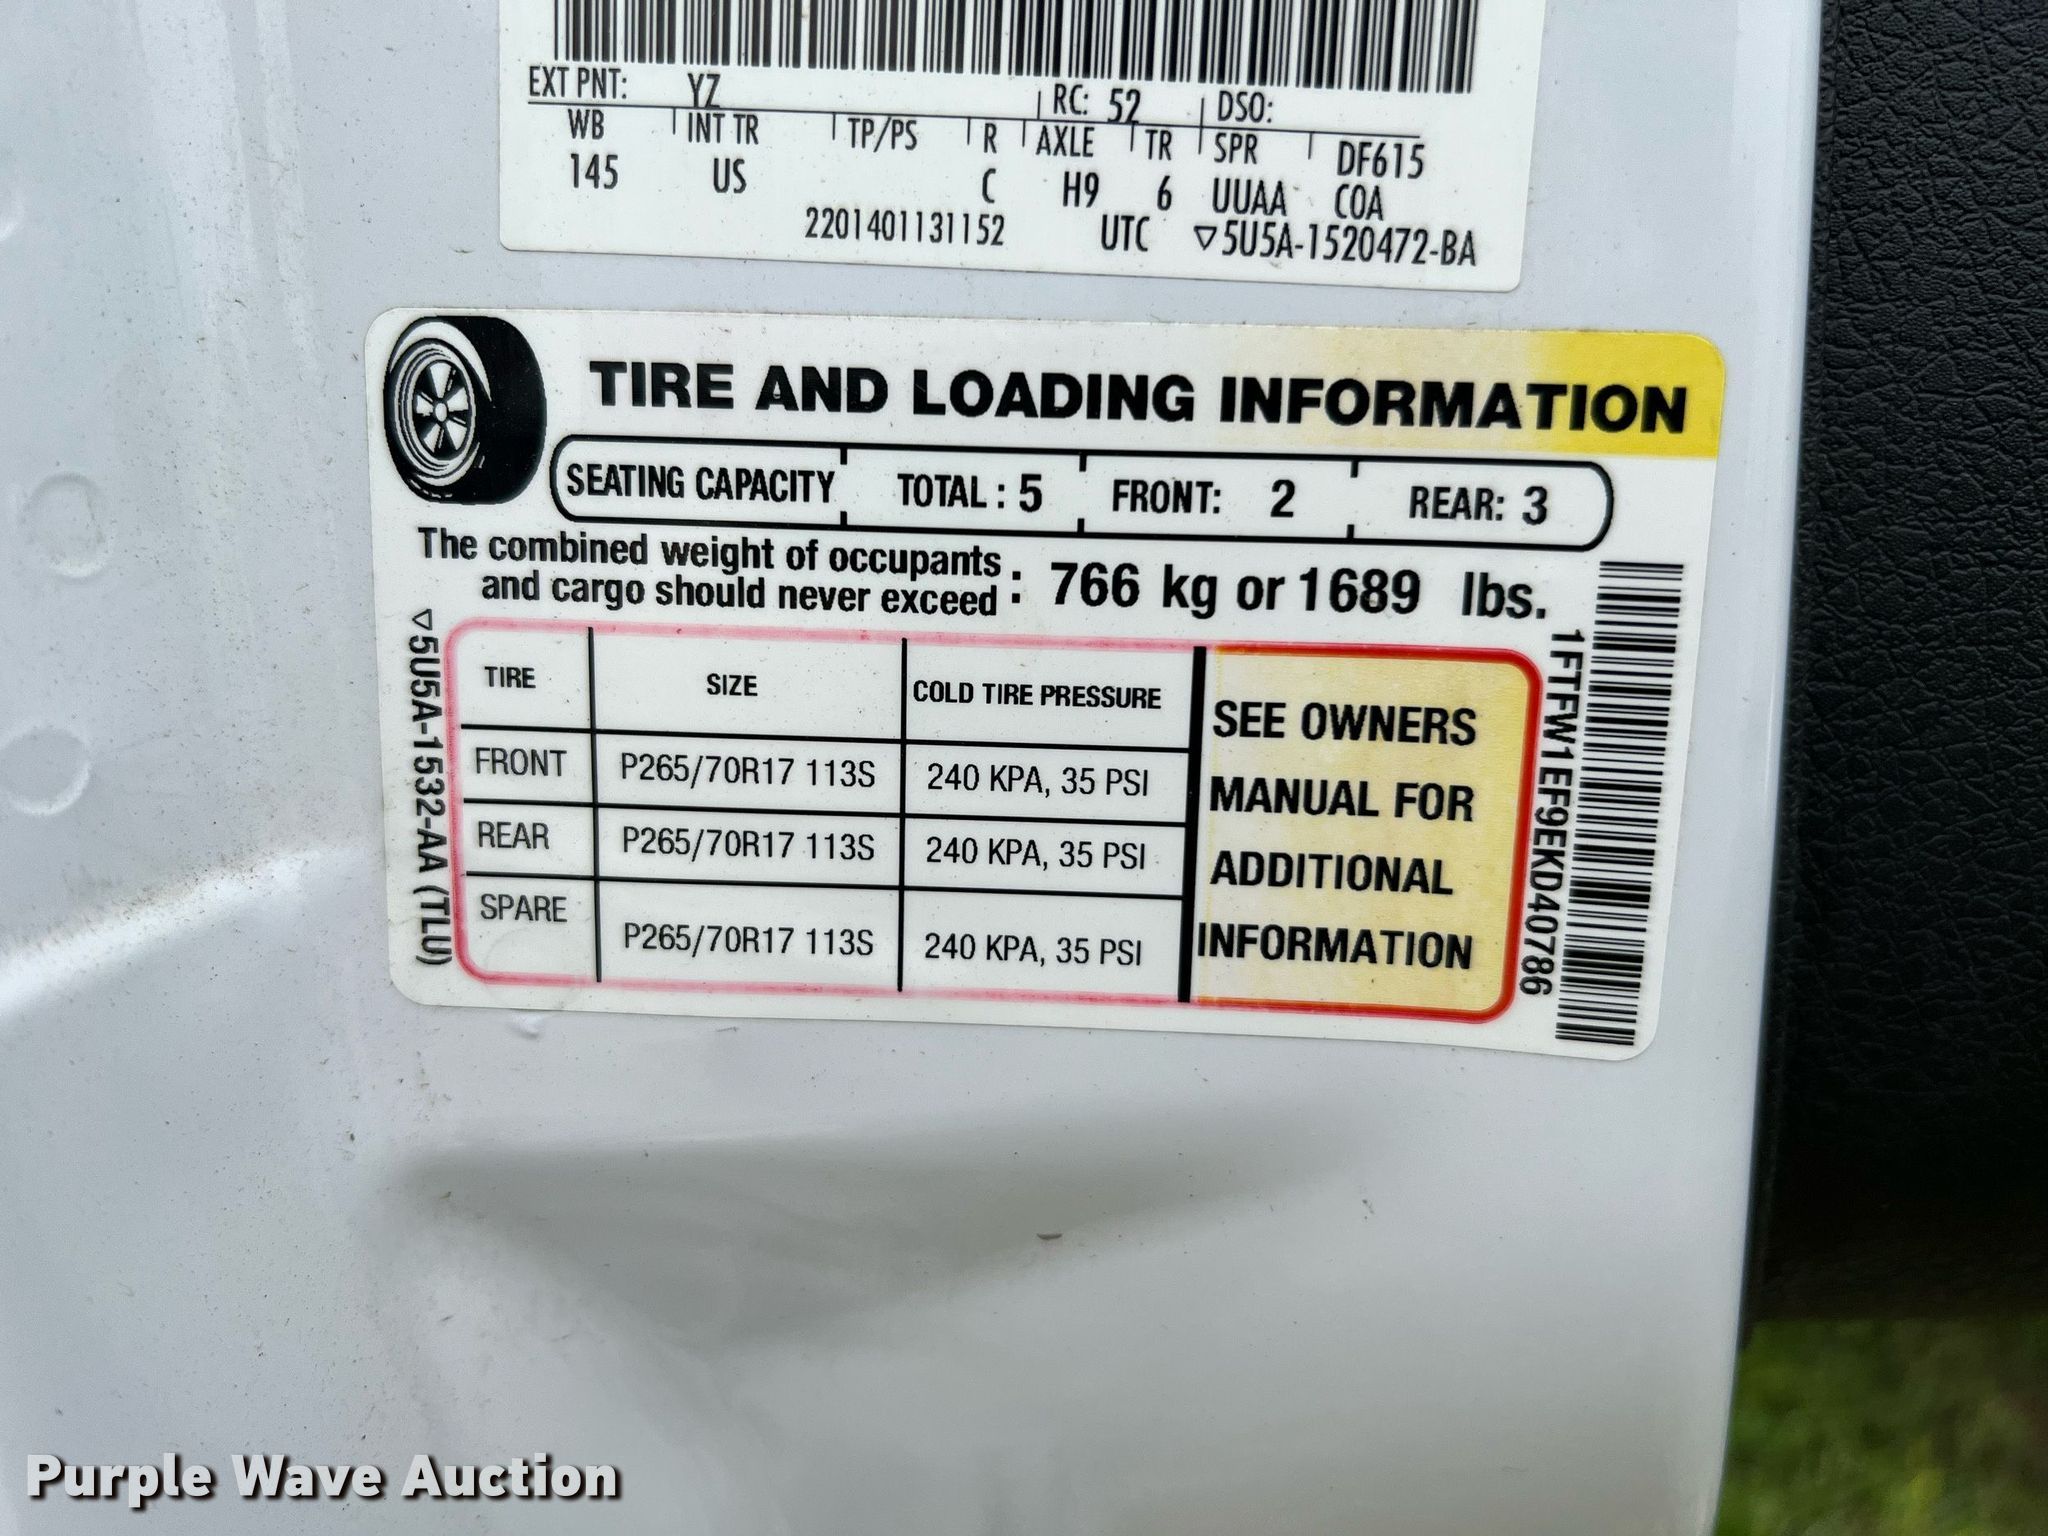 EXT PNT: YZ RC: 52 DSO:
WB INT TR TP/PS R AXLE TR SPR DF615
145 US C H9 6 UUAA COA
2201401131152 UTC ▽5U5A-1520472-BA
TIRE AND LOADING INFORMATION
SEATING CAPACITY TOTAL : 5 FRONT: 2 REAR: 3
The combined weight of occupants
and cargo should never exceed : 766 kg or 1689 lbs.
▽5U5A-1532-AA (TLU)
TIRE SIZE COLD TIRE PRESSURE
FRONT P265/70R17 113S 240 KPA, 35 PSI
REAR P265/70R17 113S 240 KPA, 35 PSI
SPARE P265/70R17 113S 240 KPA, 35 PSI
SEE OWNERS
MANUAL FOR
ADDITIONAL
INFORMATION
1FTFW1EF9EKD40786
Purple Wave Auction